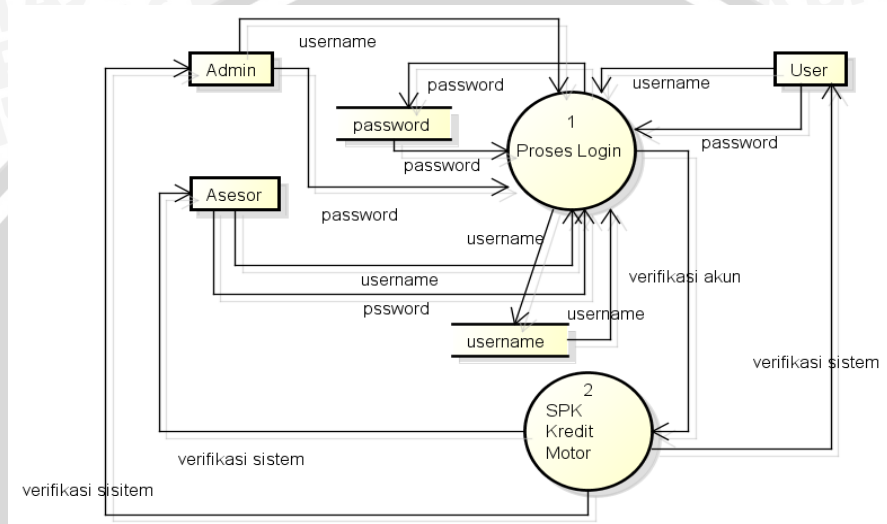 username
Admin
User
password
username
password
1
Proses Login
password
password
Asesor
password
username
username
verifikasi akun
pssword
username
username
verifikasi sistem
2
SPK
Kredit
Motor
verifikasi sistem
verifikasi sisitem